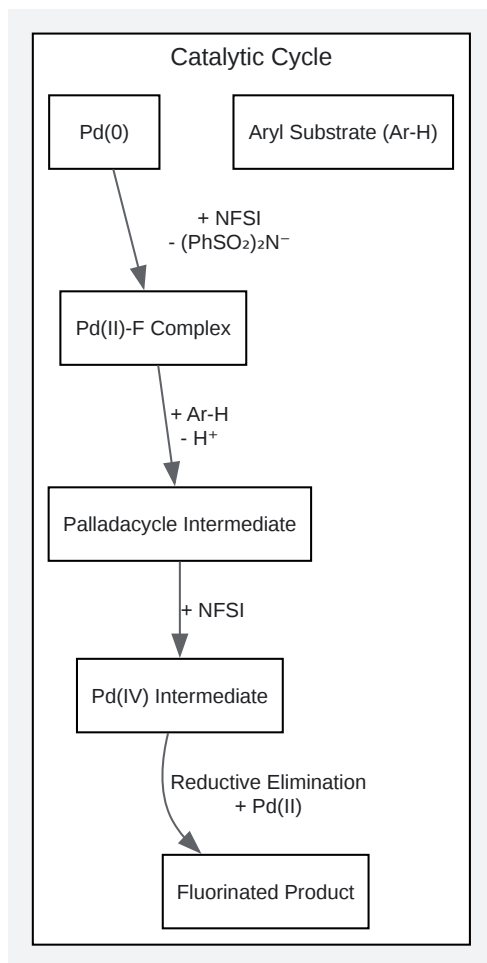 Catalytic Cycle
Pd(0)
Aryl Substrate (Ar-H)
+ NFSI
- (PhSO₂)₂N⁻
Pd(II)-F Complex
+ Ar-H
- H⁺
Palladacycle Intermediate
+ NFSI
Pd(IV) Intermediate
Reductive Elimination
+ Pd(II)
Fluorinated Product